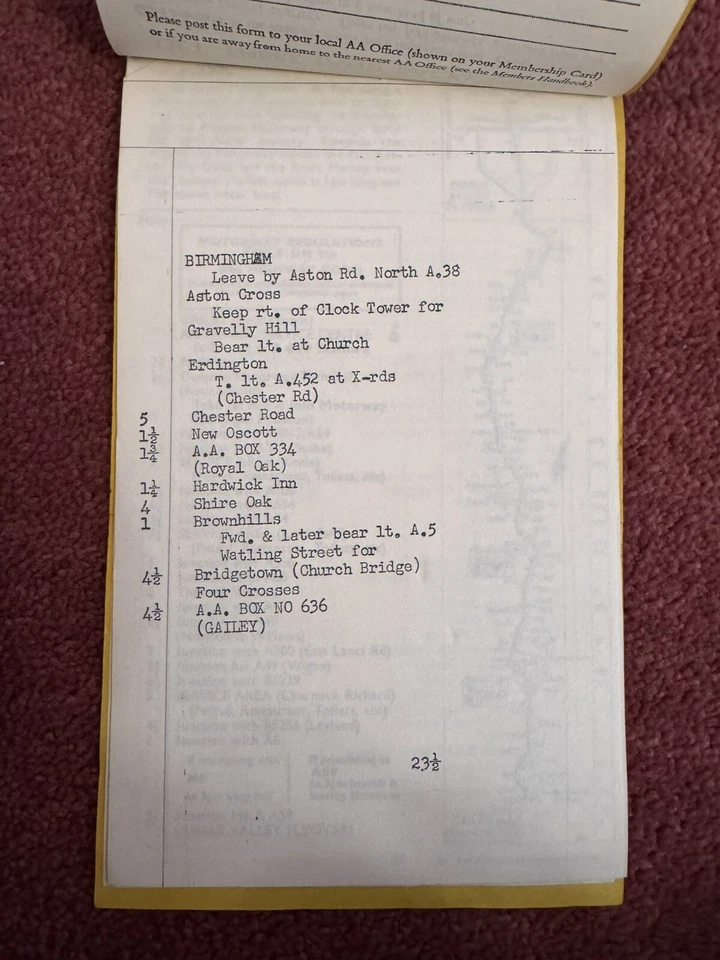 Please post this form to your local AA Office (shown on your Membership Card)
or if you are away from home to the nearest AA Office (see the Members Handbook).
BIRMINGHAM
Leave by Aston Rd. North A.38
Aston Cross
Keep rt. of Clock Tower for
Gravelly Hill
Bear lt. at Church
Erdington
T. lt. A.452 at X-rds
(Chester Rd)
5 Chester Road
1½ New Oscott
1¾ A.A. BOX 334
(Royal Oak)
1¼ Hardwick Inn
4 Shire Oak
1 Brownhills
Fwd. & later bear lt. A.5
Watling Street for
4½ Bridgetown (Church Bridge)
Four Crosses
4½ A.A. BOX NO 636
(GAILEY)
23½